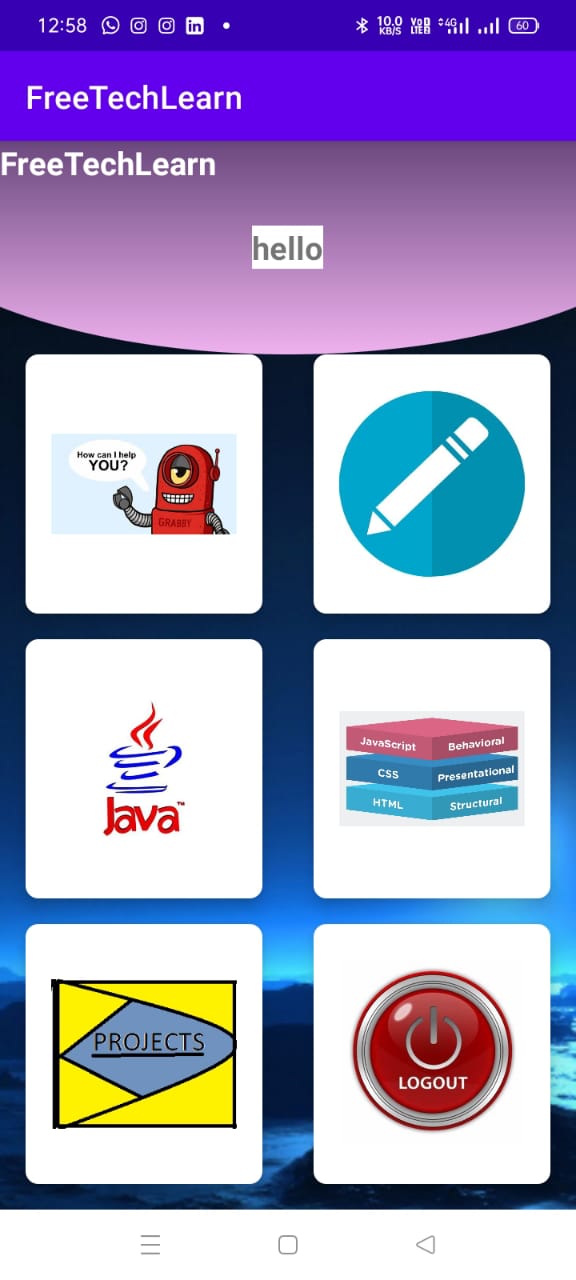 12:58
10.0
KB/S
VoD
LTE
4G
60
FreeTechLearn
FreeTechLearn
hello
How can I help
YOU?
GRABBY
JavaScript Behavioral
CSS Presentational
HTML Structural
Java™
PROJECTS
LOGOUT